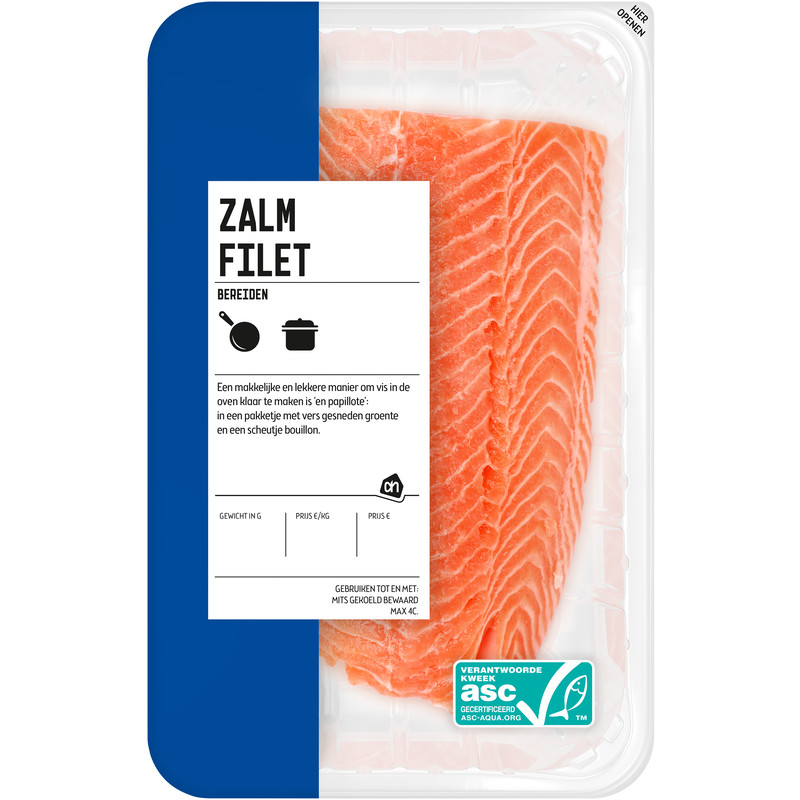 HIER
OPENEN
ZALM
FILET
BEREIDEN
Een makkelijke en lekkere manier om vis in de
oven klaar te maken is 'en papillote':
in een pakketje met vers gesneden groente
en een scheutje bouillon.
ah
GEWICHT IN G PRIJS €/KG PRIJS €
GEBRUIKEN TOT EN MET:
MITS GEKOELD BEWAARD
MAX 4C.
VERANTWOORDE
KWEEK
asc
GECERTIFICEERD
ASC-AQUA.ORG TM